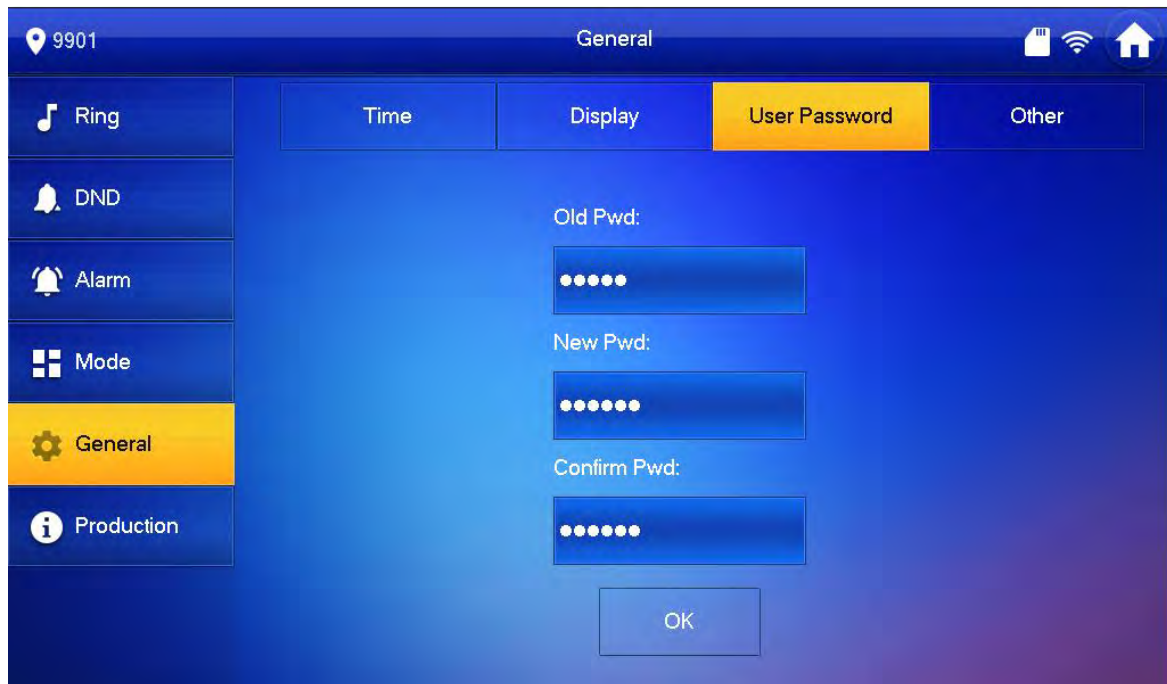 9901
General
Ring
DND
Alarm
Mode
General
Production
Time
Display
User Password
Other
Old Pwd:
●●●●●
New Pwd:
●●●●●●
Confirm Pwd:
●●●●●●
OK